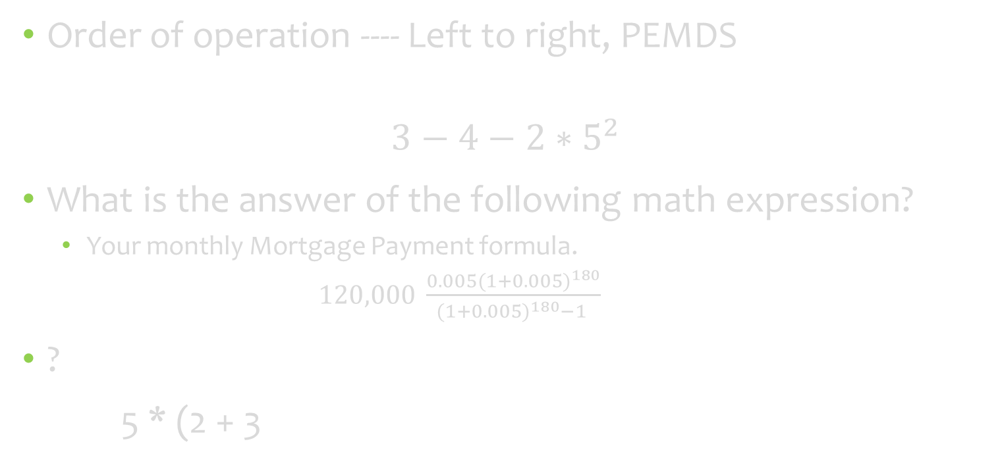 • Order of operation ---- Left to right, PEMDS
3 − 4 − 2 ∗ 5²
• What is the answer of the following math expression?
• Your monthly Mortgage Payment formula.
120,000 \frac{0.005(1+0.005)^{180}}{(1+0.005)^{180}−1}
• ?
5 * (2 + 3